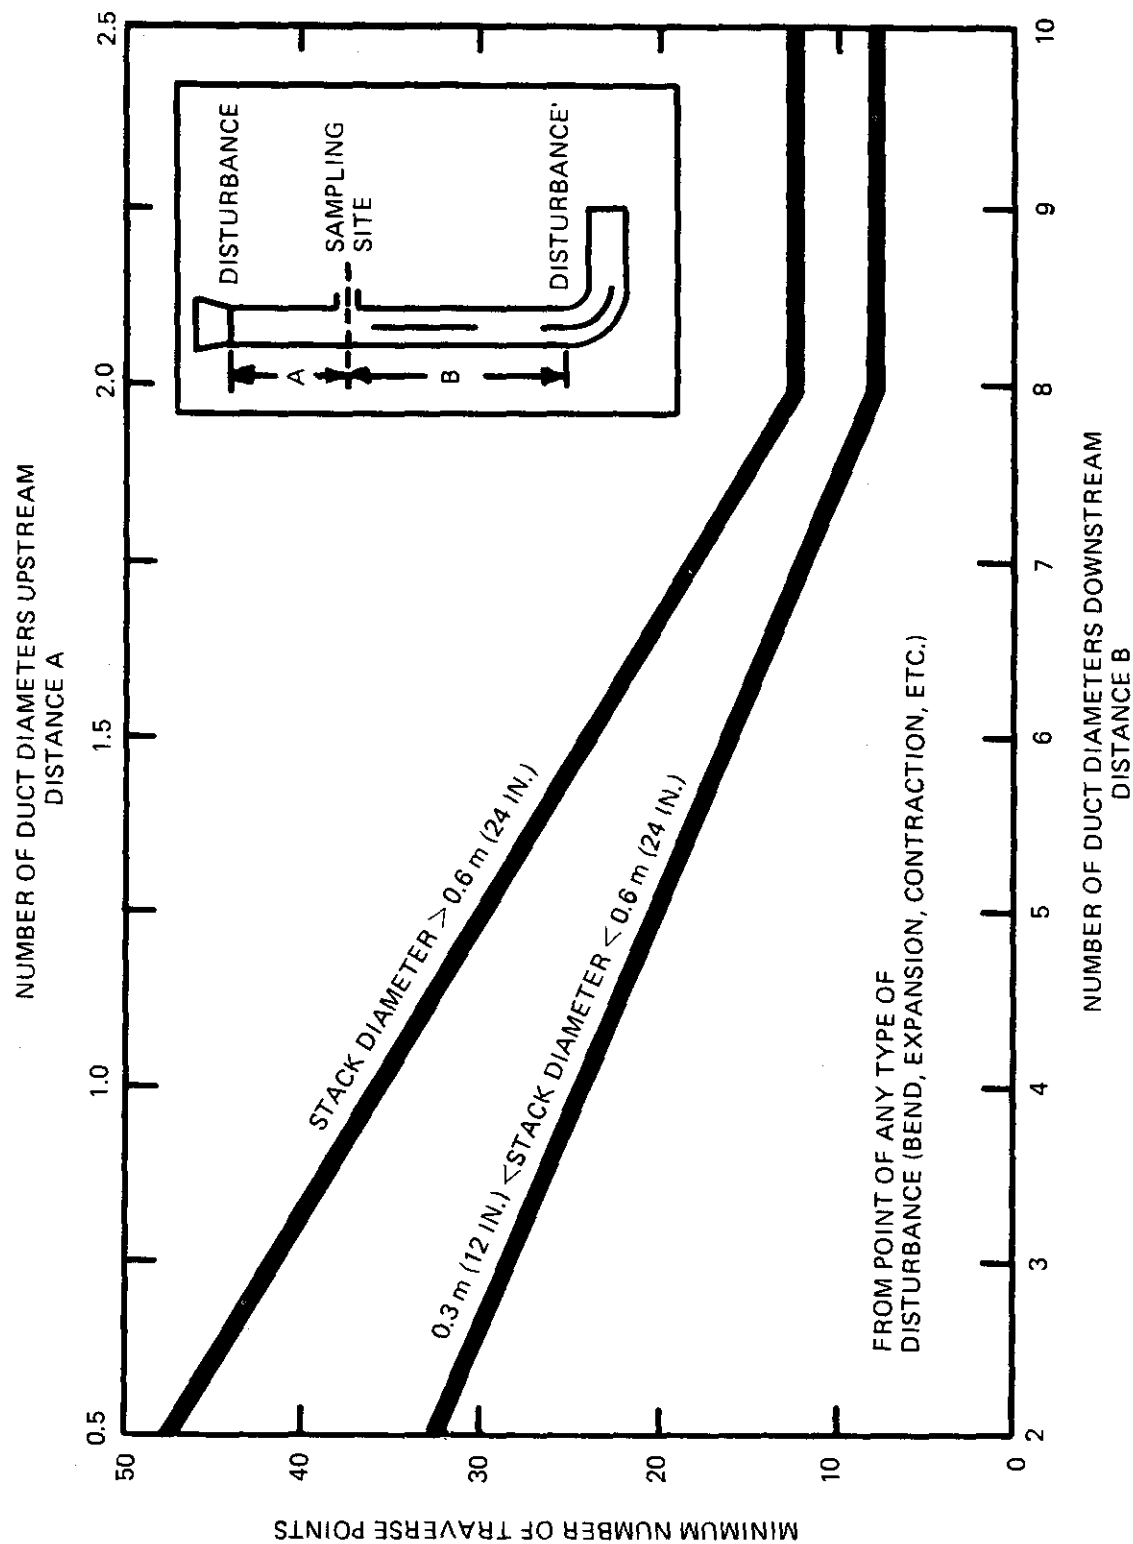 NUMBER OF DUCT DIAMETERS UPSTREAM
DISTANCE A
0.5
1.0
1.5
2.0
2.5
50
40
30
20
10
0
MINIMUM NUMBER OF TRAVERSE POINTS
DISTURBANCE
A
SAMPLING
SITE
B
DISTURBANCE'
STACK DIAMETER > 0.6 m (24 IN.)
0.3 m (12 IN.) < STACK DIAMETER < 0.6 m (24 IN.)
FROM POINT OF ANY TYPE OF
DISTURBANCE (BEND, EXPANSION, CONTRACTION, ETC.)
2
3
4
5
6
7
8
9
10
NUMBER OF DUCT DIAMETERS DOWNSTREAM
DISTANCE B